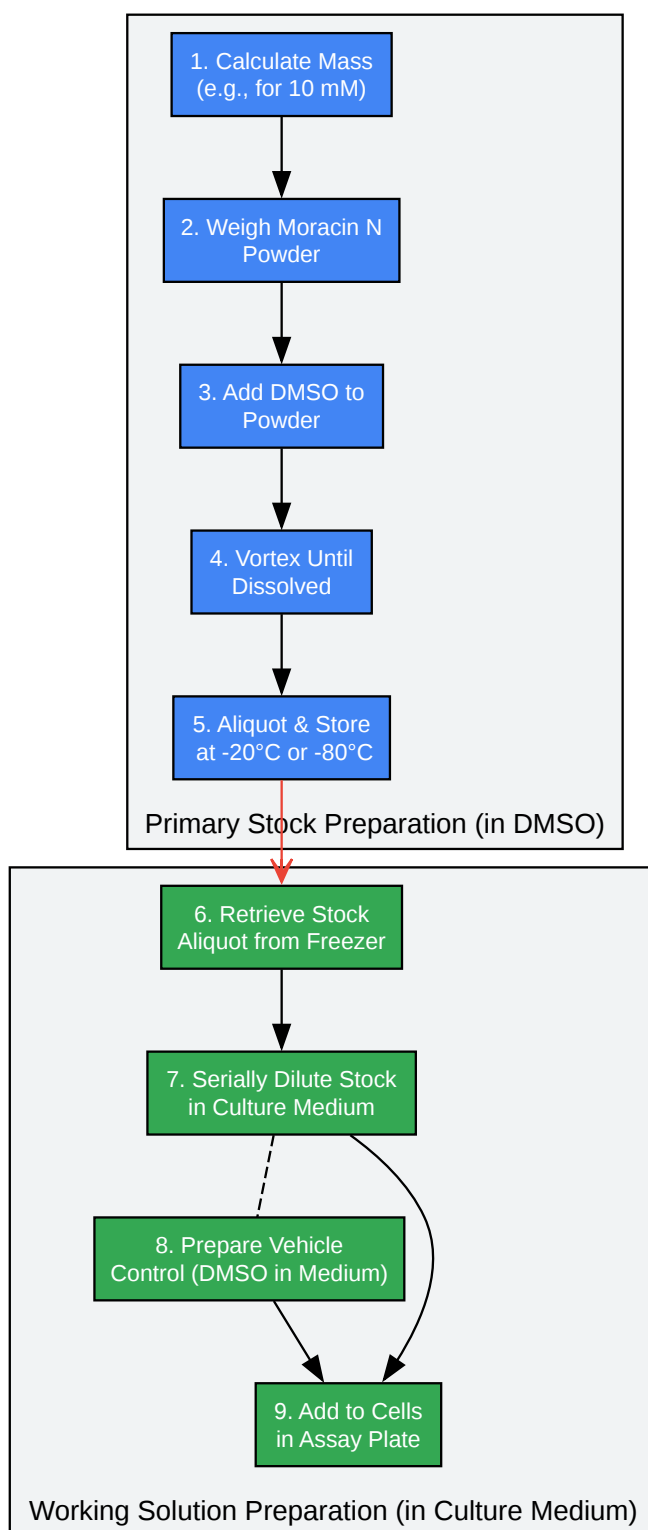 1. Calculate Mass
(e.g., for 10 mM)
2. Weigh Moracin N
Powder
3. Add DMSO to
Powder
4. Vortex Until
Dissolved
5. Aliquot & Store
at -20°C or -80°C
Primary Stock Preparation (in DMSO)
6. Retrieve Stock
Aliquot from Freezer
7. Serially Dilute Stock
in Culture Medium
8. Prepare Vehicle
Control (DMSO in Medium)
9. Add to Cells
in Assay Plate
Working Solution Preparation (in Culture Medium)